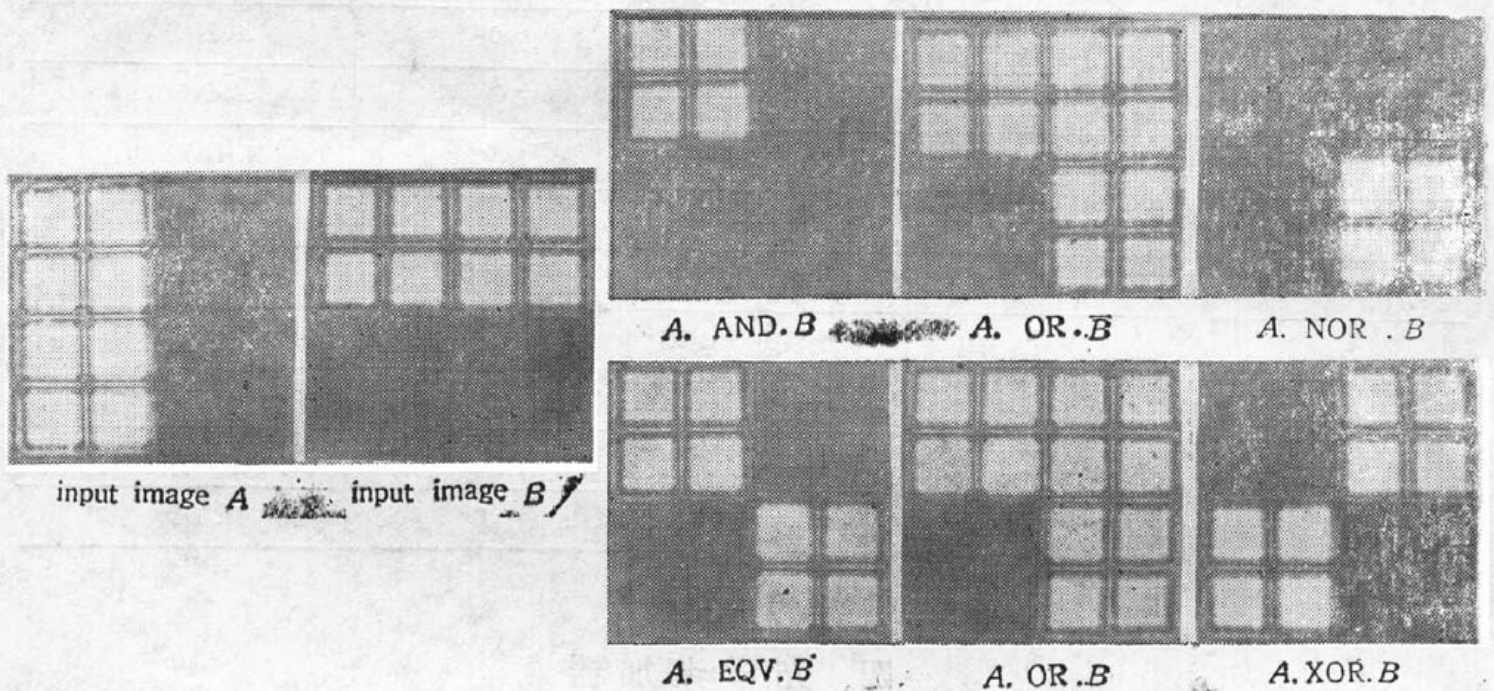 A. AND.B A. OR.B̅ A. NOR . B
input image A input image B
A. EQV.B A. OR.B A.XOR.B